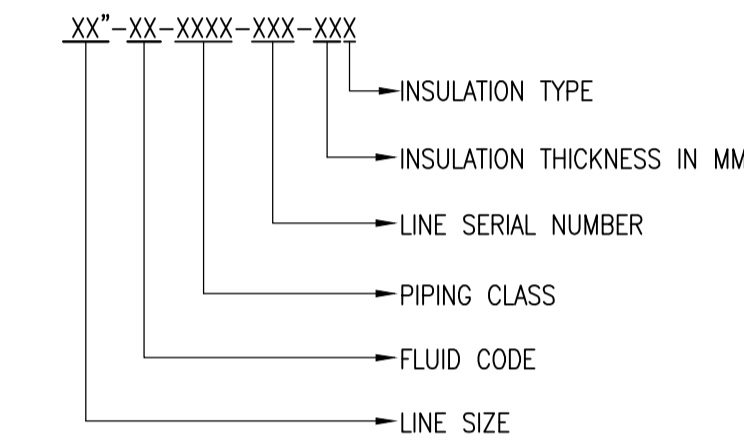 XX"-XX-XXXX-XXX-XXX
INSULATION TYPE
INSULATION THICKNESS IN MM
LINE SERIAL NUMBER
PIPING CLASS
FLUID CODE
LINE SIZE